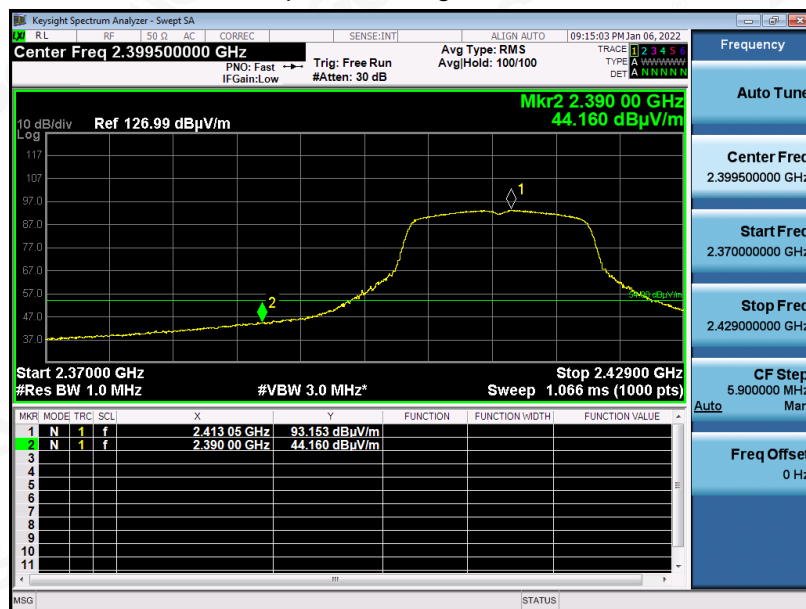 Keysight Spectrum Analyzer - Swept SA
RL RF 50 Ω AC CORREC SENSE:INT ALIGN AUTO 09:15:03 PM Jan 06, 2022
Center Freq 2.399500000 GHz
PNO: Fast
IFGain:Low
Trig: Free Run
#Atten: 30 dB
Avg Type: RMS
Avg|Hold: 100/100
TRACE 1 2 3 4 5 6
TYPE A WWWWW
DET A N N N N N
Mkr2 2.390 00 GHz
44.160 dBµV/m
10 dB/div Ref 126.99 dBµV/m
Log
117
107
97.0
87.0
77.0
67.0
57.0
47.0
37.0
1
2
Start 2.37000 GHz Stop 2.42900 GHz
#Res BW 1.0 MHz #VBW 3.0 MHz* Sweep 1.066 ms (1000 pts)
MKR MODE TRC SCL X Y FUNCTION FUNCTION WIDTH FUNCTION VALUE
1 N 1 f 2.413 05 GHz 93.153 dBµV/m
2 N 1 f 2.390 00 GHz 44.160 dBµV/m
3
4
5
6
7
8
9
10
11
MSG STATUS
Frequency
Auto Tune
Center Freq
2.399500000 GHz
Start Freq
2.370000000 GHz
Stop Freq
2.429000000 GHz
CF Step
5.900000 MHz
Auto Man
Freq Offset
0 Hz